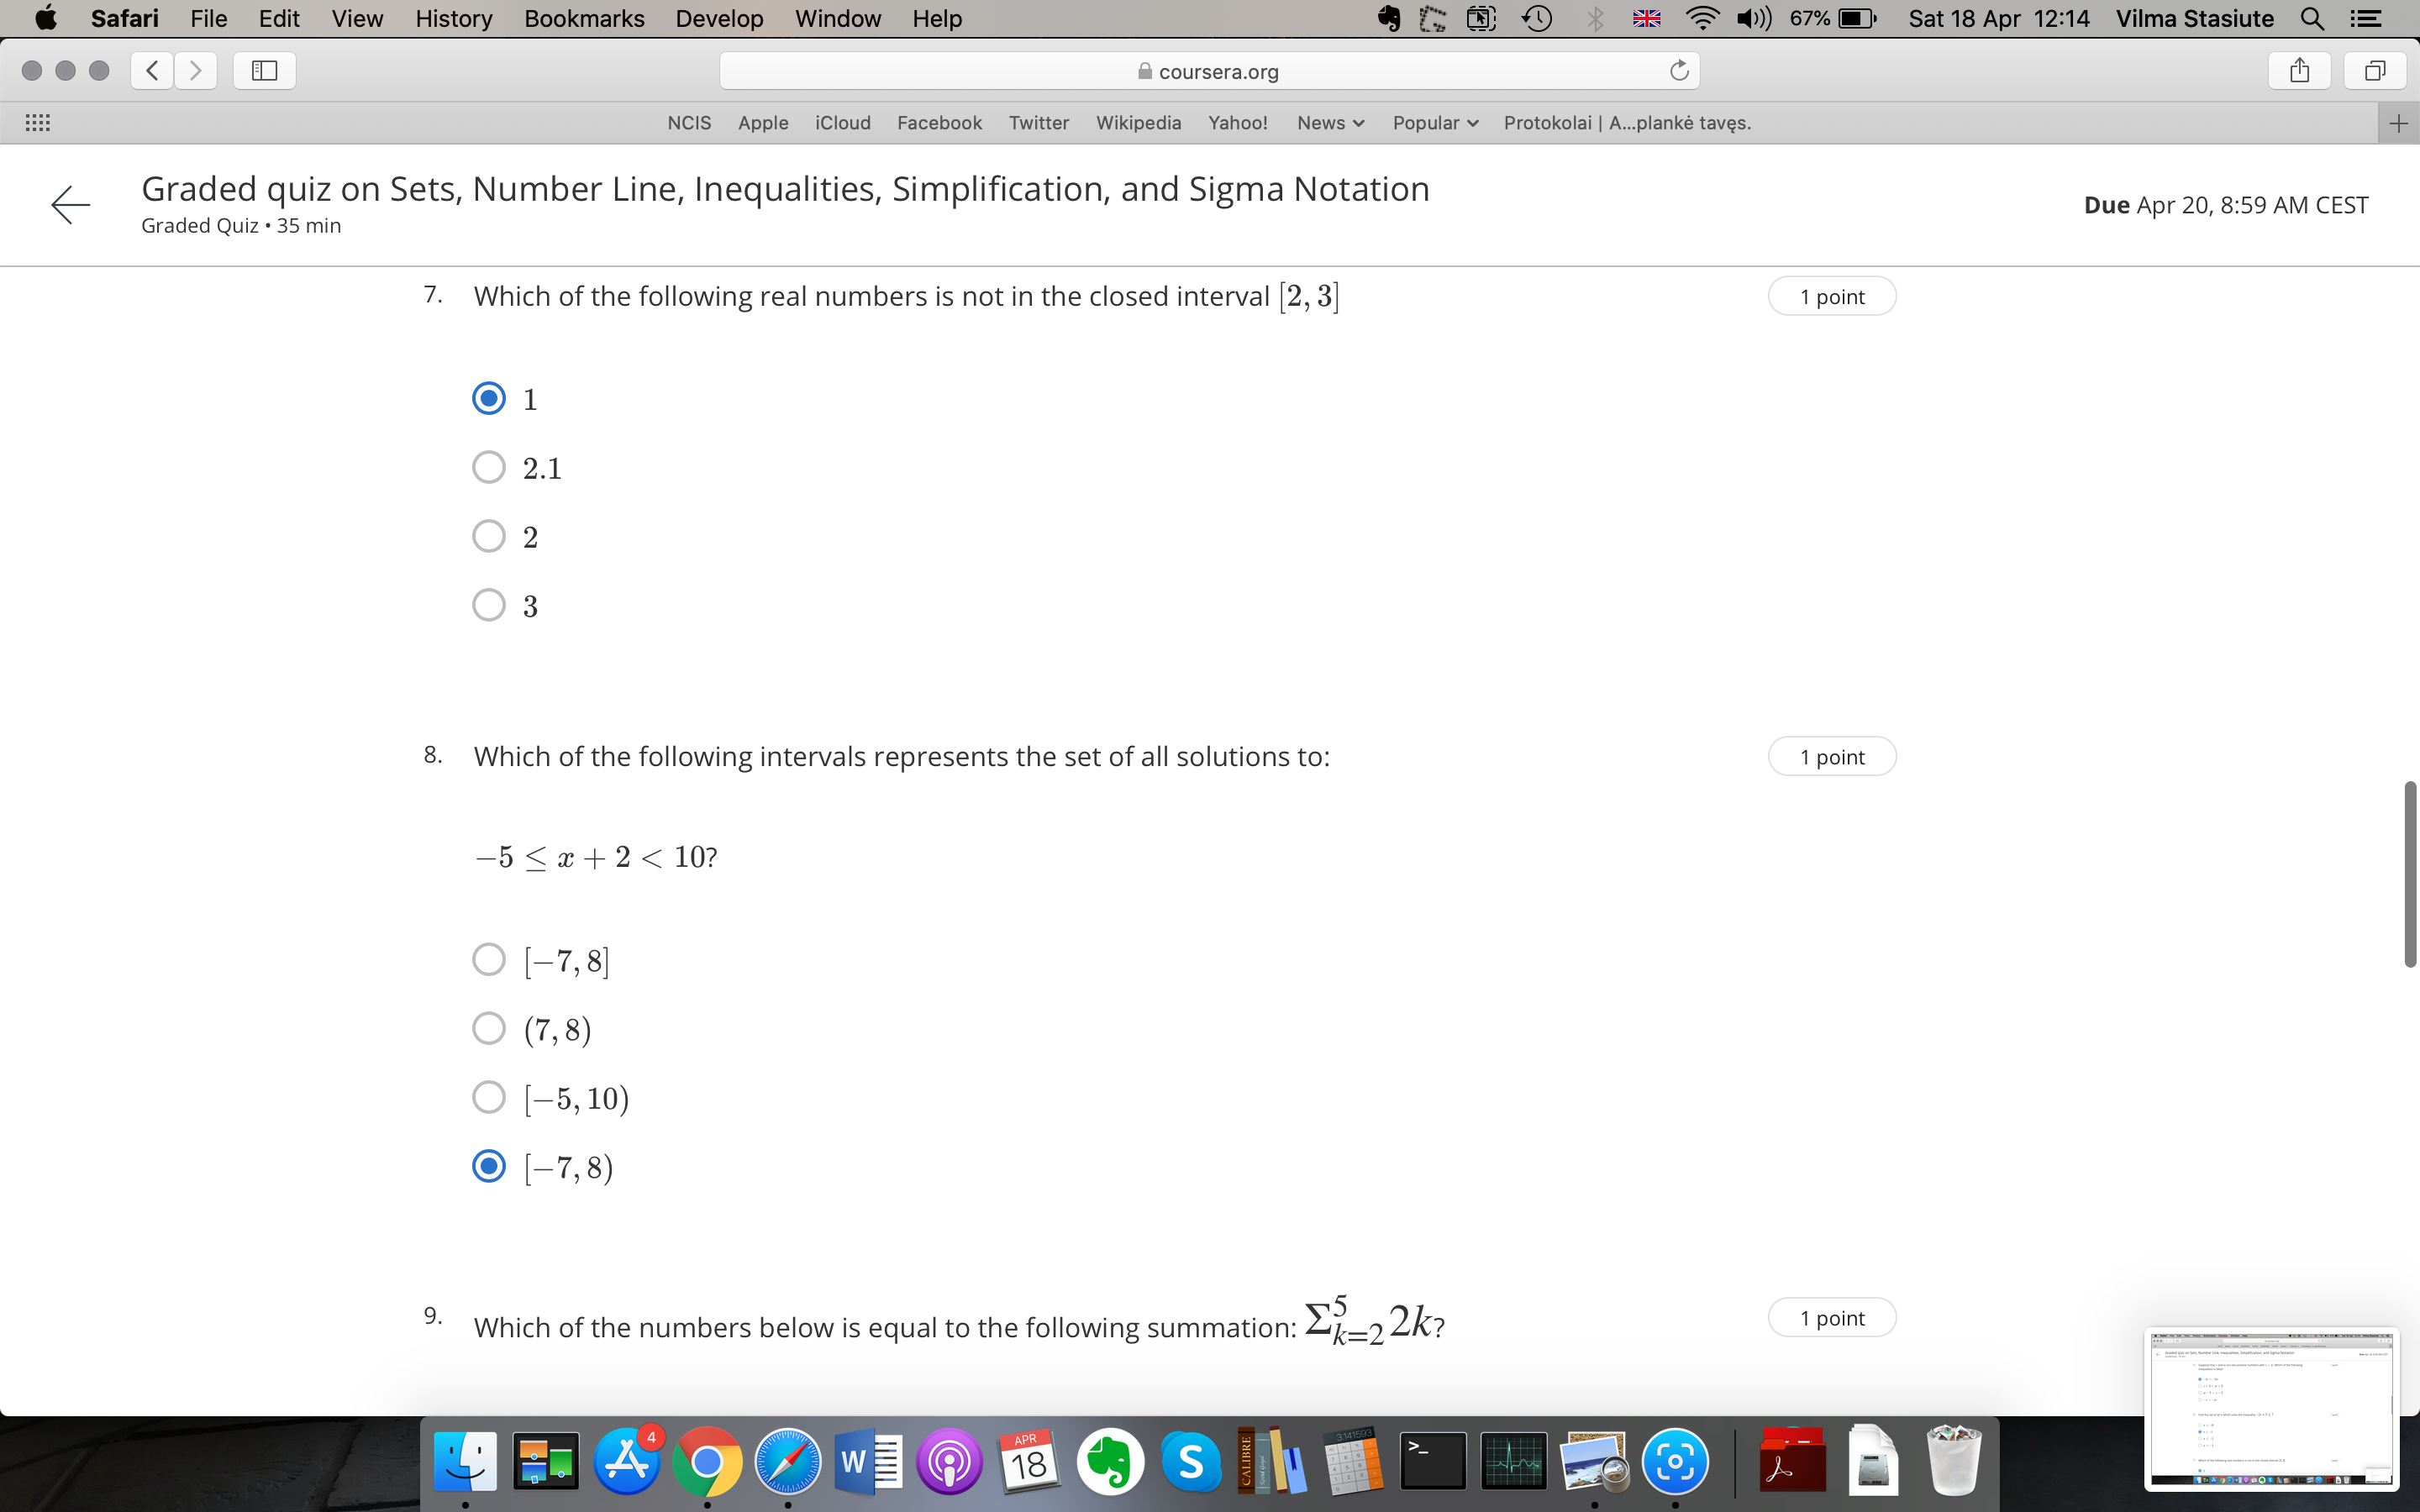 Safari File Edit View History Bookmarks Develop Window Help 67% Sat 18 Apr 12:14 Vilma Stasiute
coursera.org
NCIS Apple iCloud Facebook Twitter Wikipedia Yahoo! News Popular Protokolai | A...plankė tavęs.
Graded quiz on Sets, Number Line, Inequalities, Simplification, and Sigma Notation
Graded Quiz • 35 min
Due Apr 20, 8:59 AM CEST
7. Which of the following real numbers is not in the closed interval [2, 3] 1 point
1
2.1
2
3
8. Which of the following intervals represents the set of all solutions to: 1 point
−5 ≤ x + 2 < 10?
[−7, 8]
(7, 8)
[−5, 10)
[−7, 8)
9. Which of the numbers below is equal to the following summation: Σ⁵ₖ₌₂ 2k? 1 point
4
W
APR
18
S
CALIBRE
3.141593
>_